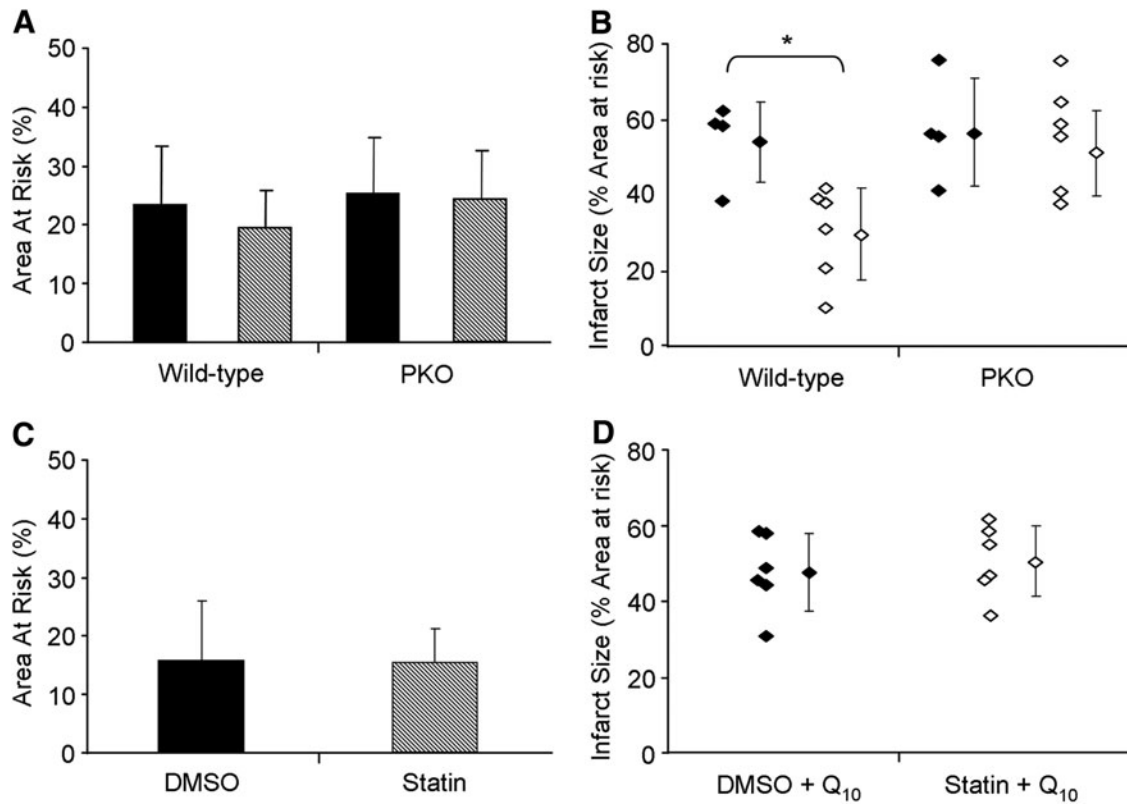 A
Area At Risk (%)
50
40
30
20
10
0
Wild-type
PKO
B
Infarct Size (% Area at risk)
80
60
40
20
0
*
Wild-type
PKO
C
Area At Risk (%)
50
40
30
20
10
0
DMSO
Statin
D
Infarct Size (% Area at risk)
80
60
40
20
0
DMSO + Q₁₀
Statin + Q₁₀